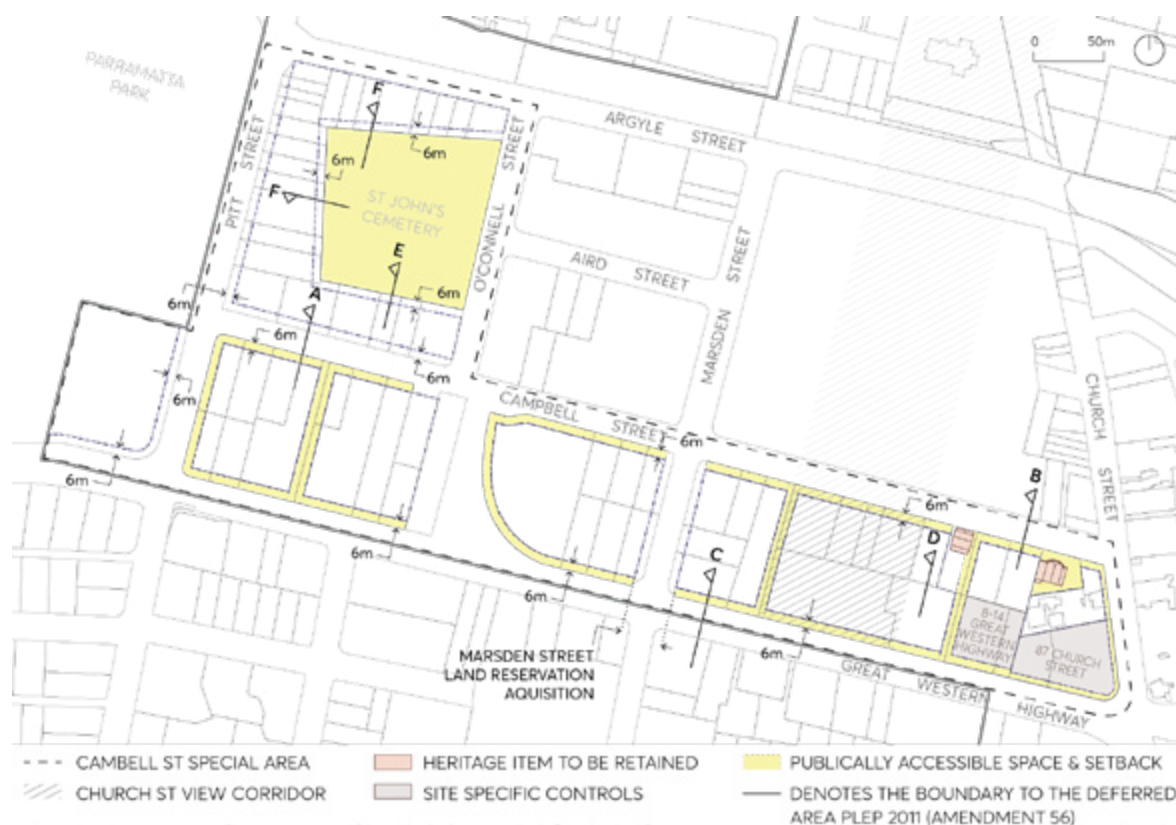 PARRAMATTA
PARK
0 50m
F
ARGYLE STREET
STREET
PITT
6m
6m
F
ST JOHN'S
CEMETERY
STREET
O'CONNELL
E
AIRD STREET
STREET
MARSDEN
A
6m
6m
6m
6m
6m
CAMPBELL
STREET
6m
CHURCH
STREET
B
6m
6m
D
C
6m
6m
6m
8-14
GREAT
WESTERN
HIGHWAY
87 CHURCH
STREET
MARSDEN STREET
LAND RESERVATION
AQUISITION
GREAT WESTERN HIGHWAY
CAMBELL ST SPECIAL AREA
HERITAGE ITEM TO BE RETAINED
PUBLICALLY ACCESSIBLE SPACE & SETBACK
CHURCH ST VIEW CORRIDOR
SITE SPECIFIC CONTROLS
DENOTES THE BOUNDARY TO THE DEFERRED
AREA PLEP 2011 (AMENDMENT 56)